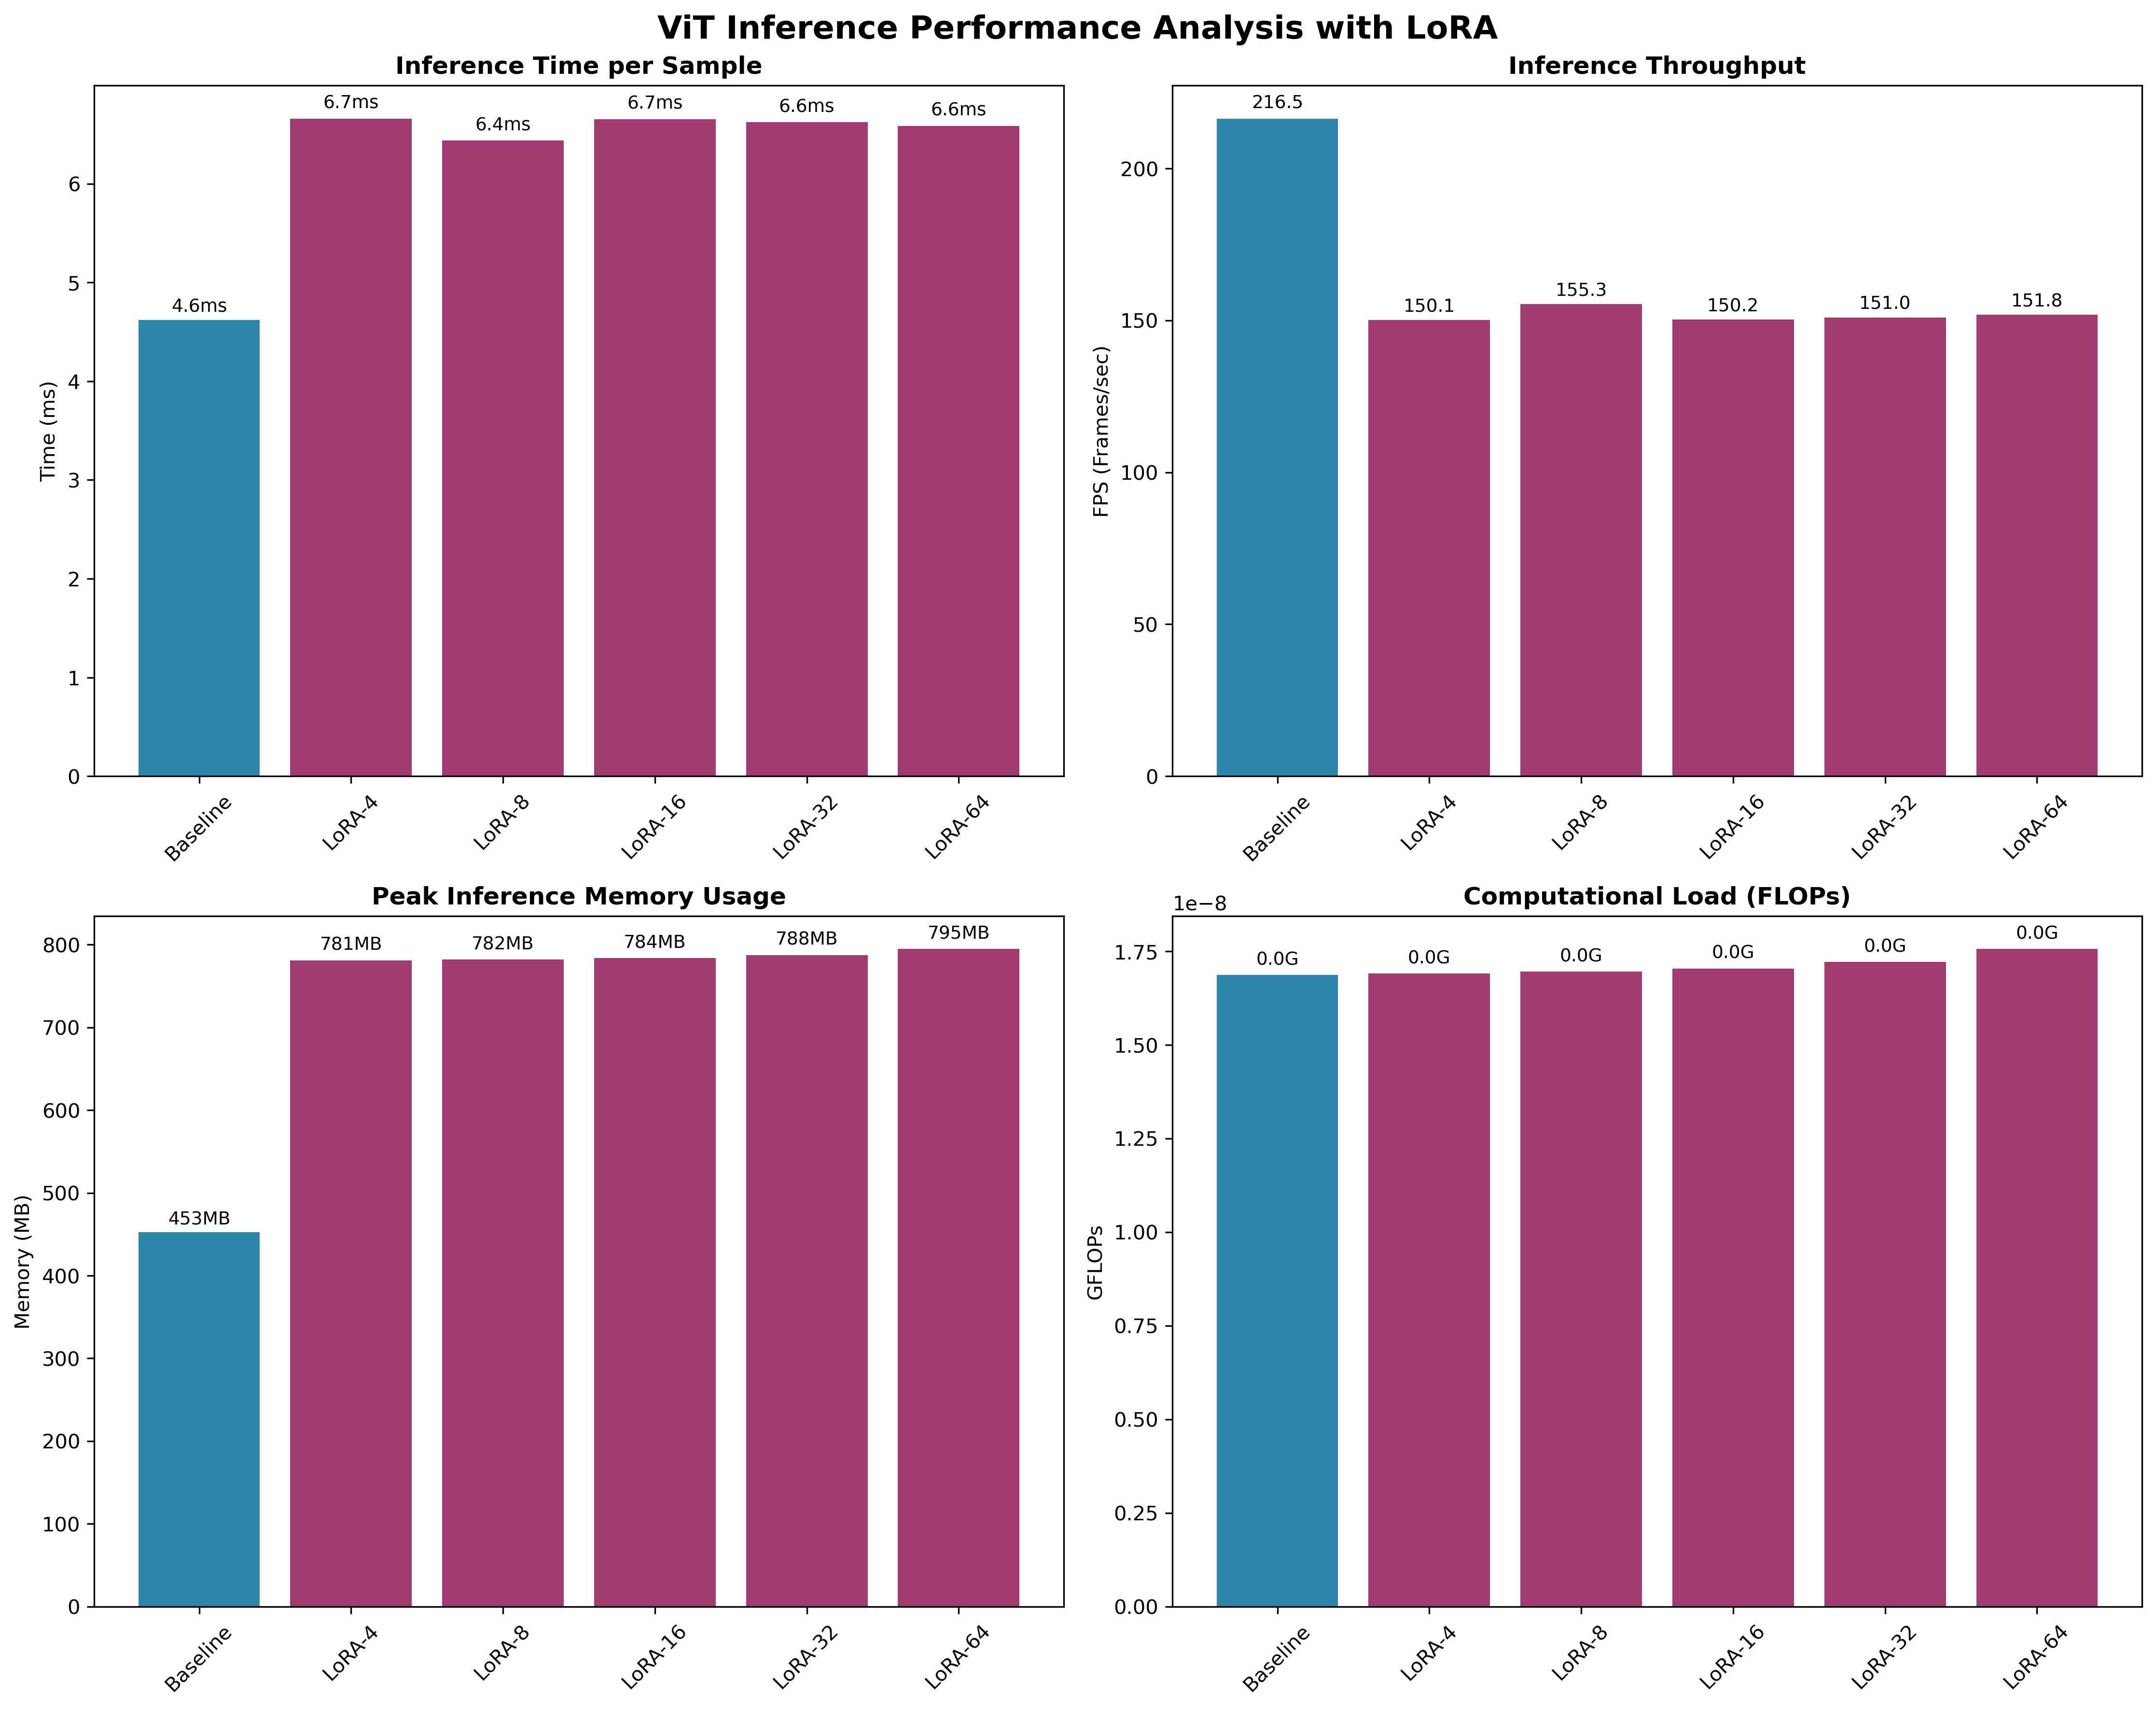 ViT Inference Performance Analysis with LoRA
Inference Time per Sample
Time (ms)
6
5
4
3
2
1
0
4.6ms
6.7ms
6.4ms
6.7ms
6.6ms
6.6ms
Baseline
LoRA-4
LoRA-8
LoRA-16
LoRA-32
LoRA-64
Inference Throughput
FPS (Frames/sec)
200
150
100
50
0
216.5
150.1
155.3
150.2
151.0
151.8
Baseline
LoRA-4
LoRA-8
LoRA-16
LoRA-32
LoRA-64
Peak Inference Memory Usage
Memory (MB)
800
700
600
500
400
300
200
100
0
453MB
781MB
782MB
784MB
788MB
795MB
Baseline
LoRA-4
LoRA-8
LoRA-16
LoRA-32
LoRA-64
Computational Load (FLOPs)
1e−8
GFLOPs
1.75
1.50
1.25
1.00
0.75
0.50
0.25
0.00
0.0G
0.0G
0.0G
0.0G
0.0G
0.0G
Baseline
LoRA-4
LoRA-8
LoRA-16
LoRA-32
LoRA-64